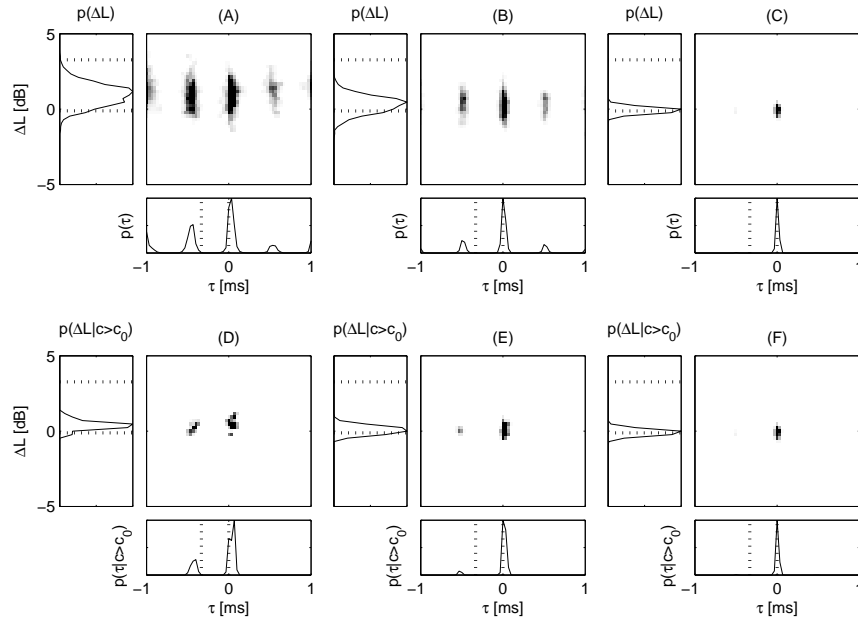 p(ΔL) (A) p(ΔL) (B) p(ΔL) (C)
5
ΔL [dB]
0
−5
p(τ) p(τ) p(τ)
−1 0 1 −1 0 1 −1 0 1
τ [ms] τ [ms] τ [ms]
p(ΔL|c>c₀) (D) p(ΔL|c>c₀) (E) p(ΔL|c>c₀) (F)
5
ΔL [dB]
0
−5
p(τ|c>c₀) p(τ|c>c₀) p(τ|c>c₀)
−1 0 1 −1 0 1 −1 0 1
τ [ms] τ [ms] τ [ms]